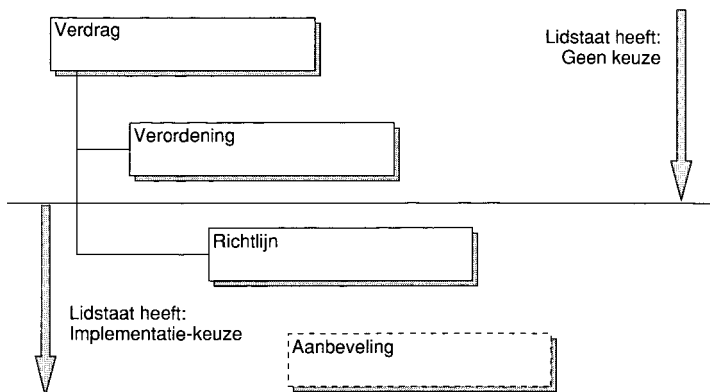 Verdrag
Lidstaat heeft:
Geen keuze
Verordening
Richtlijn
Lidstaat heeft:
Implementatie-keuze
Aanbeveling